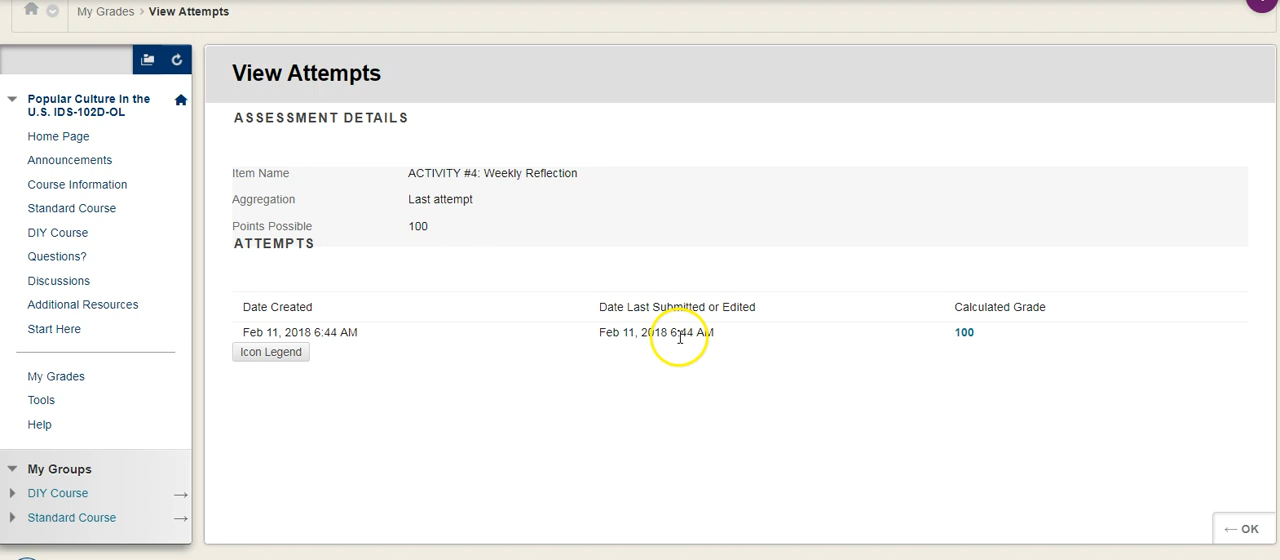 My Grades > View Attempts
Popular Culture in the
U.S. IDS-102D-OL
Home Page
Announcements
Course Information
Standard Course
DIY Course
Questions?
Discussions
Additional Resources
Start Here
My Grades
Tools
Help
My Groups
DIY Course →
Standard Course →
View Attempts
ASSESSMENT DETAILS
Item Name ACTIVITY #4: Weekly Reflection
Aggregation Last attempt
Points Possible 100
ATTEMPTS
Date Created Date Last Submitted or Edited Calculated Grade
Feb 11, 2018 6:44 AM Feb 11, 2018 6:44 AM 100
Icon Legend
← OK